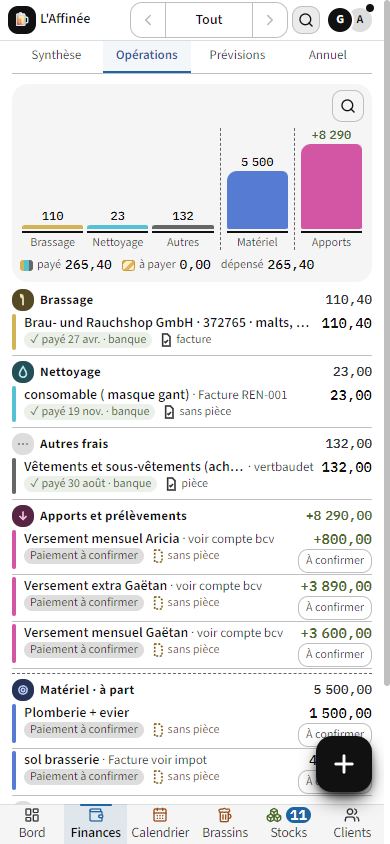 L'Affinée
Tout
G A
Synthèse Opérations Prévisions Annuel
110 23 132 5 500 +8 290
Brassage Nettoyage Autres Matériel Apports
payé 265,40 à payer 0,00 dépensé 265,40
Brassage 110,40
Brau- und Rauchshop GmbH · 372765 · malts, … 110,40
✓ payé 27 avr. · banque facture
Nettoyage 23,00
consomable ( masque gant) · Facture REN-001 23,00
✓ payé 19 nov. · banque sans pièce
Autres frais 132,00
Vêtements et sous-vêtements (ach… · vertbaudet 132,00
✓ payé 30 août · banque pièce
Apports et prélèvements +8 290,00
Versement mensuel Aricia · voir compte bcv +800,00
Paiement à confirmer sans pièce À confirmer
Versement extra Gaëtan · voir compte bcv +3 890,00
Paiement à confirmer sans pièce À confirmer
Versement mensuel Gaëtan · voir compte bcv +3 600,00
Paiement à confirmer sans pièce À confirmer
Matériel · à part 5 500,00
Plomberie + evier 1 500,00
Paiement à confirmer sans pièce À confirmer
sol brasserie · Facture voir impot 4
Paiement à confirmer sans pièce
Bord Finances Calendrier Brassins Stocks 11 Clients